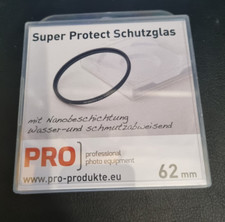 Super Protect Schutzglas
mit Nanobeschichtung
wasser-und schmutzabweisend
PRO professional
photo equipment
www.pro-produkte.eu
62 mm